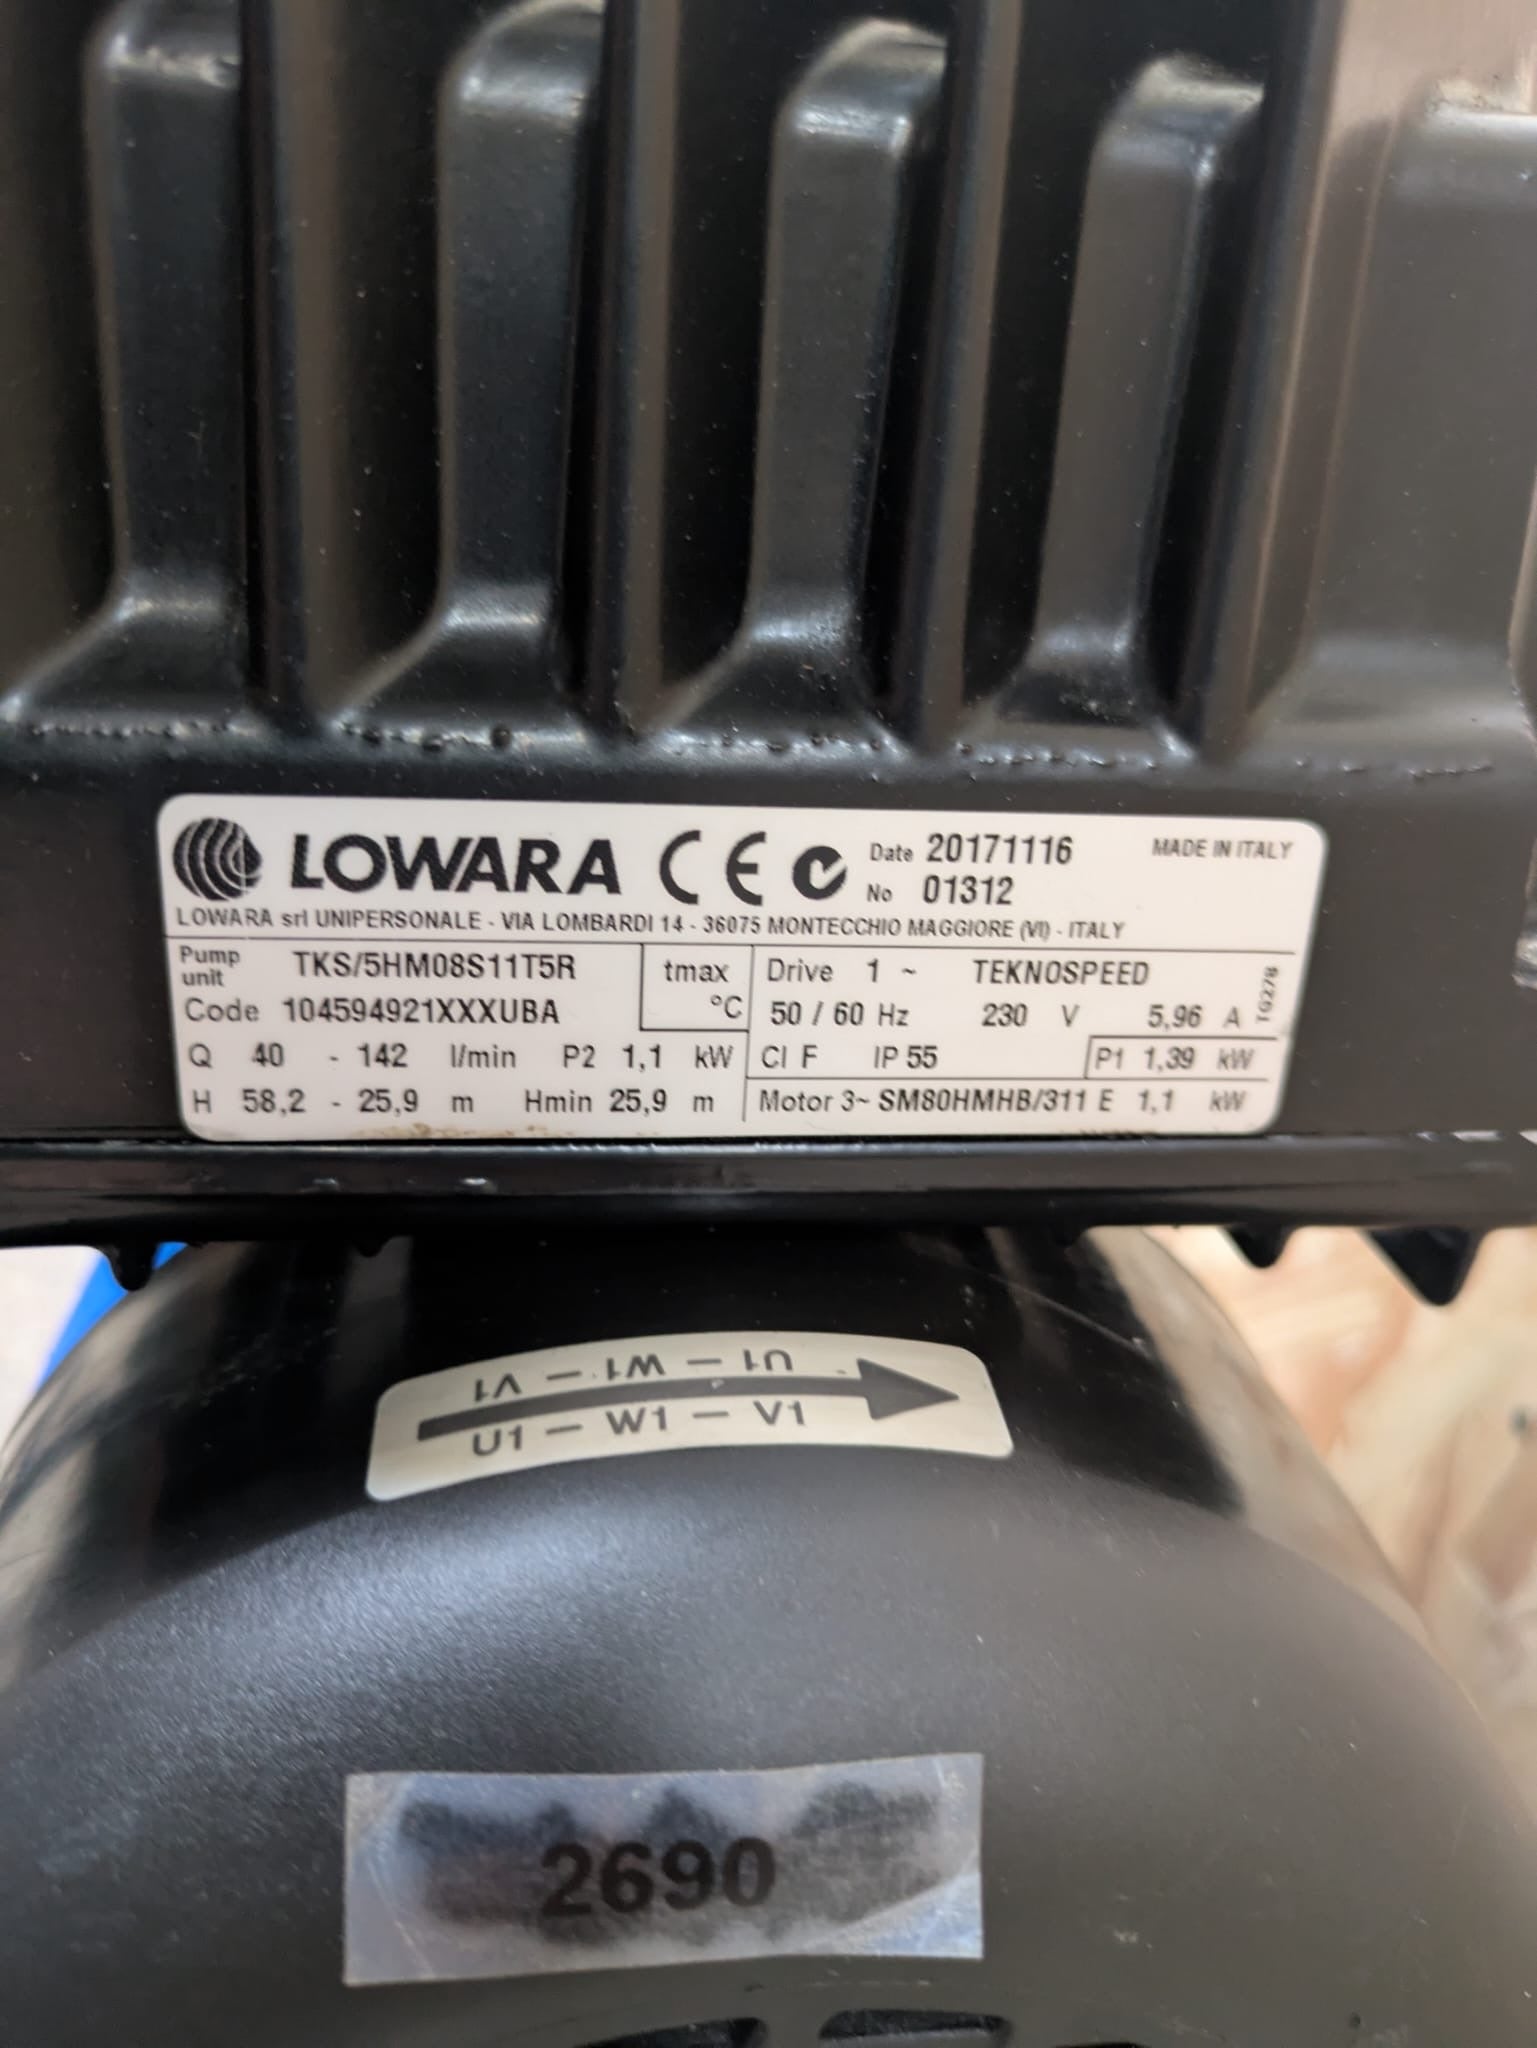 LOWARA CE Date 20171116 MADE IN ITALY
No 01312
LOWARA srl UNIPERSONALE - VIA LOMBARDI 14 - 36075 MONTECCHIO MAGGIORE (VI) - ITALY
Pump unit TKS/5HM08S11T5R
Code 104594921XXXUBA
tmax °C
Q 40 - 142 l/min P2 1,1 kW
H 58,2 - 25,9 m Hmin 25,9 m
Drive 1 ~ TEKNOSPEED
50 / 60 Hz 230 V 5,96 A
TG278
Cl F IP 55 P1 1,39 kW
Motor 3~ SM80HMHB/311 E 1,1 kW
V1 - W1 - U1
U1 - W1 - V1
2690